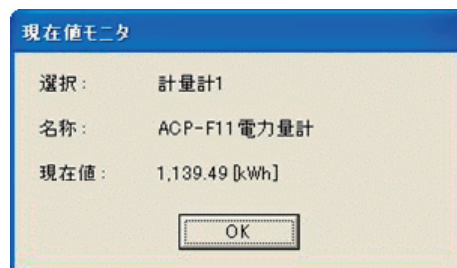 現在値モニタ
選択： 計量計1
名称： ACP-F11電力量計
現在値： 1,139.49 [kWh]
OK